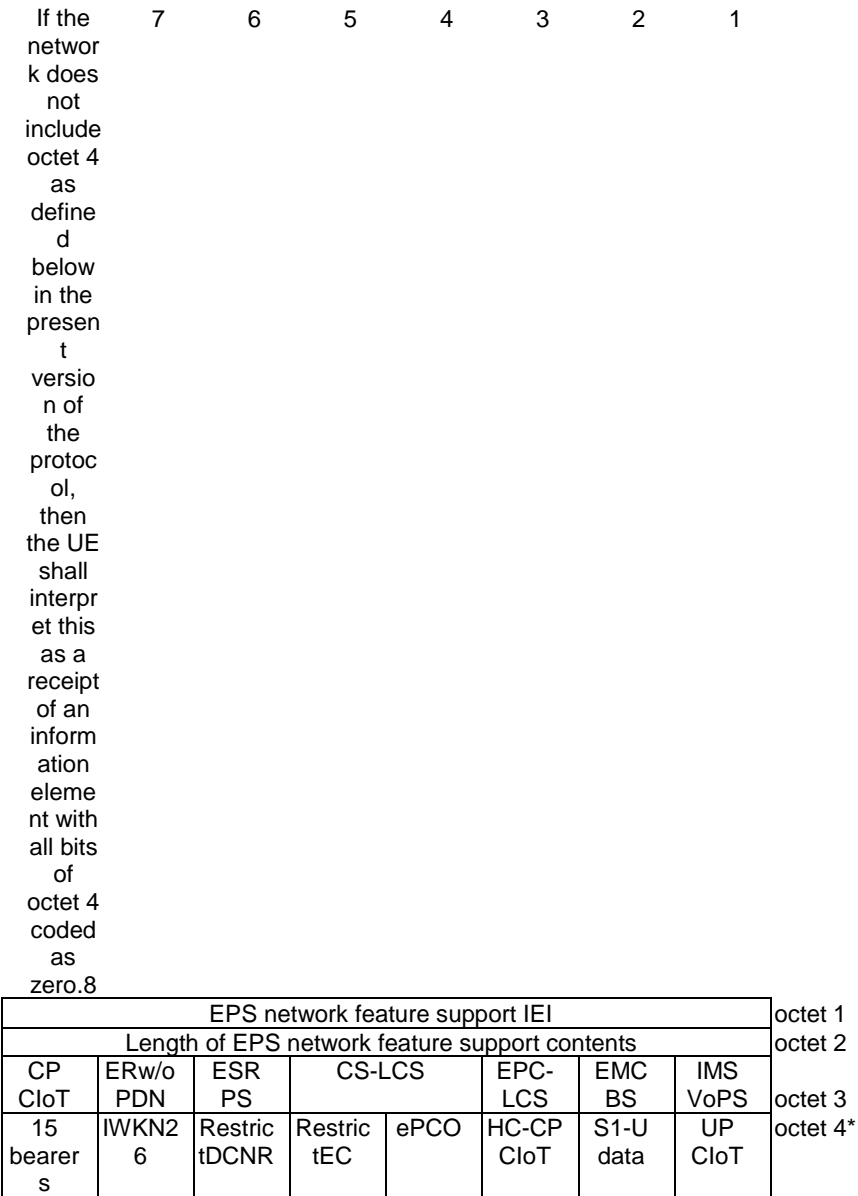 If the 7 6 5 4 3 2 1
networ
k does
not
include
octet 4
as
define
d
below
in the
presen
t
versio
n of
the
protoc
ol,
then
the UE
shall
interpr
et this
as a
receipt
of an
inform
ation
eleme
nt with
all bits
of
octet 4
coded
as
zero.8
EPS network feature support IEI octet 1
Length of EPS network feature support contents octet 2
CP ERw/o ESR CS-LCS EPC- EMC IMS
CIoT PDN PS LCS BS VoPS octet 3
15 IWKN2 Restric Restric ePCO HC-CP S1-U UP octet 4*
bearer 6 tDCNR tEC CIoT data CIoT
s